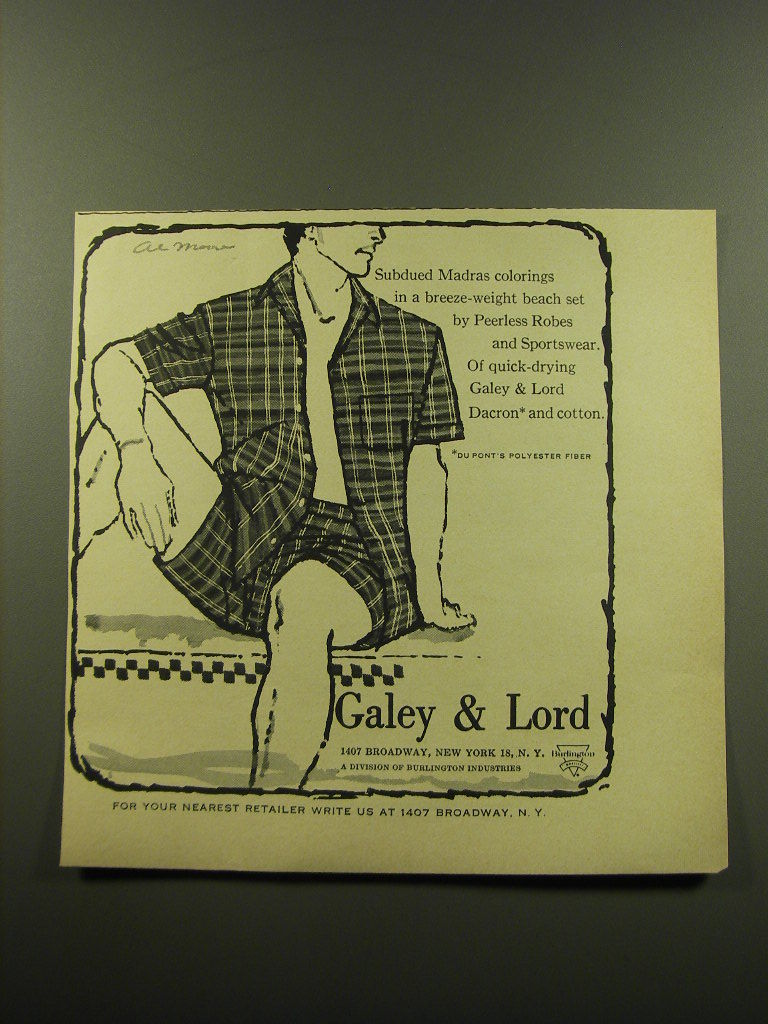 Subdued Madras colorings
in a breeze-weight beach set
by Peerless Robes
and Sportswear.
Of quick-drying
Galey & Lord
Dacron* and cotton.
*DU PONT'S POLYESTER FIBER
Galey & Lord
1407 BROADWAY, NEW YORK 18, N. Y.
Burlington
A DIVISION OF BURLINGTON INDUSTRIES
FOR YOUR NEAREST RETAILER WRITE US AT 1407 BROADWAY, N. Y.